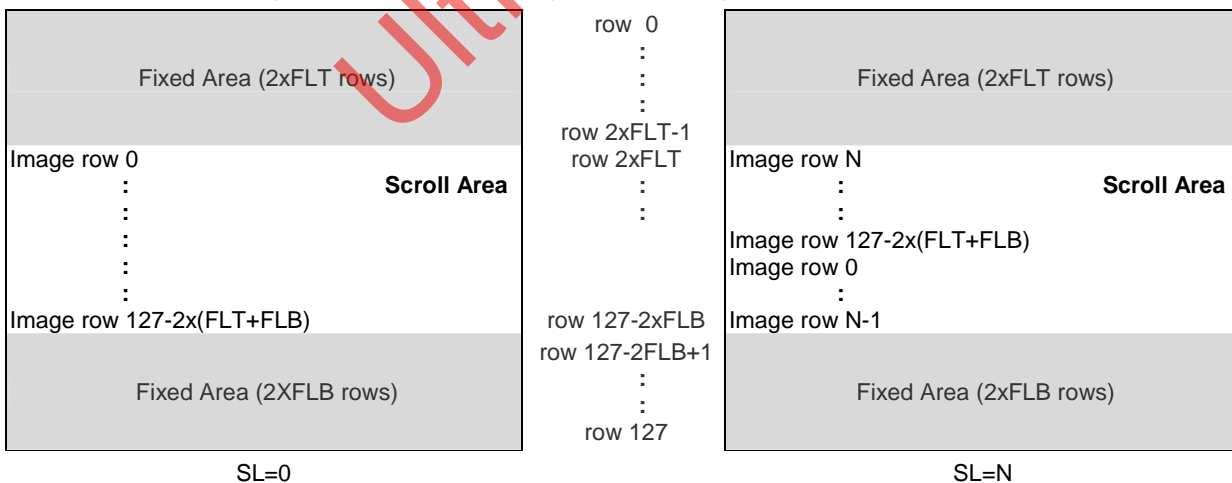 Fixed Area (2xFLT rows)
Image row 0
:
Scroll Area
:
:
:
:
Image row 127-2x(FLT+FLB)
Fixed Area (2XFLB rows)
SL=0
row 0
:
:
:
row 2xFLT-1
row 2xFLT
:
:
row 127-2xFLB
row 127-2FLB+1
:
:
row 127
Fixed Area (2xFLT rows)
Image row N
:
Scroll Area
:
Image row 127-2x(FLT+FLB)
Image row 0
:
Image row N-1
Fixed Area (2xFLB rows)
SL=N